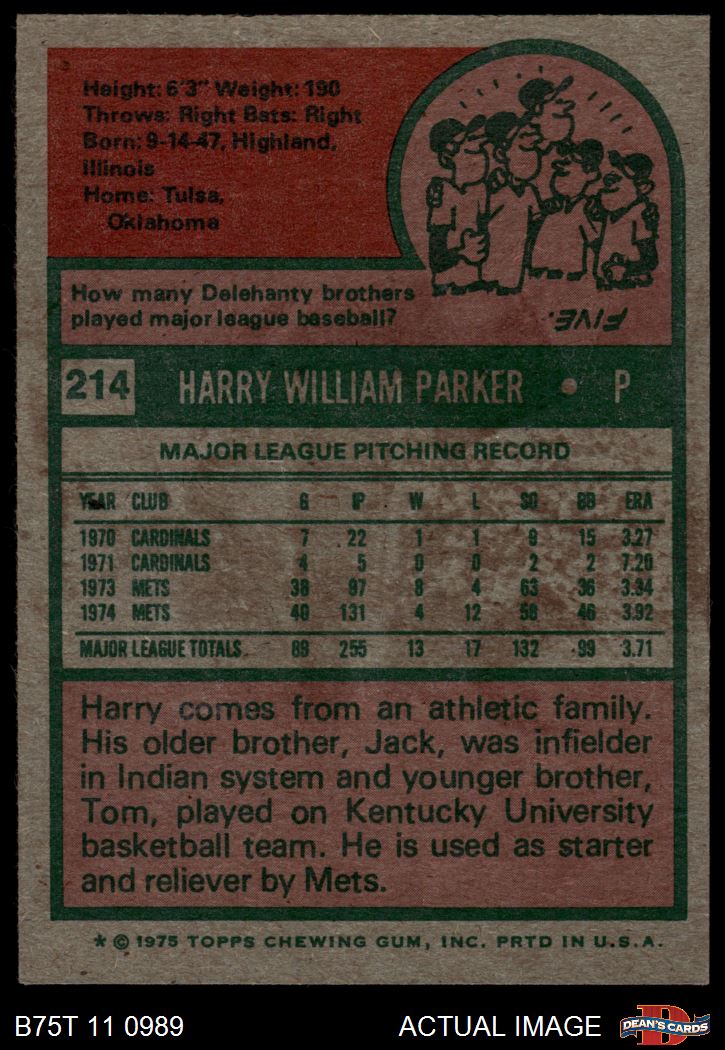 Height: 6'3" Weight: 190
Throws: Right Bats: Right
Born: 9-14-47, Highland,
Illinois
Home: Tulsa,
Oklahoma
How many Delehanty brothers
played major league baseball?
FIVE.
214 HARRY WILLIAM PARKER • P
MAJOR LEAGUE PITCHING RECORD
YEAR CLUB G IP W L SO BB ERA
1970 CARDINALS 7 22 1 1 9 15 3.27
1971 CARDINALS 4 5 0 0 2 2 7.20
1973 METS 38 97 8 4 63 36 3.34
1974 METS 40 131 4 12 58 46 3.92
MAJOR LEAGUE TOTALS 89 255 13 17 132 99 3.71
Harry comes from an athletic family.
His older brother, Jack, was infielder
in Indian system and younger brother,
Tom, played on Kentucky University
basketball team. He is used as starter
and reliever by Mets.
* © 1975 TOPPS CHEWING GUM, INC. PRTD IN U.S.A.
B75T 11 0989 ACTUAL IMAGE DEAN'S CARDS